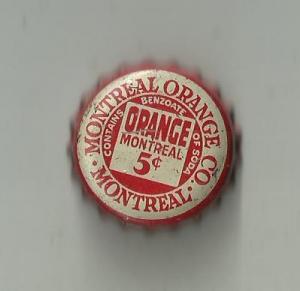 MONTREAL ORANGE CO.
• MONTREAL •
CONTAINS BENZOATE OF SODA
ORANGE
MONTREAL
5¢